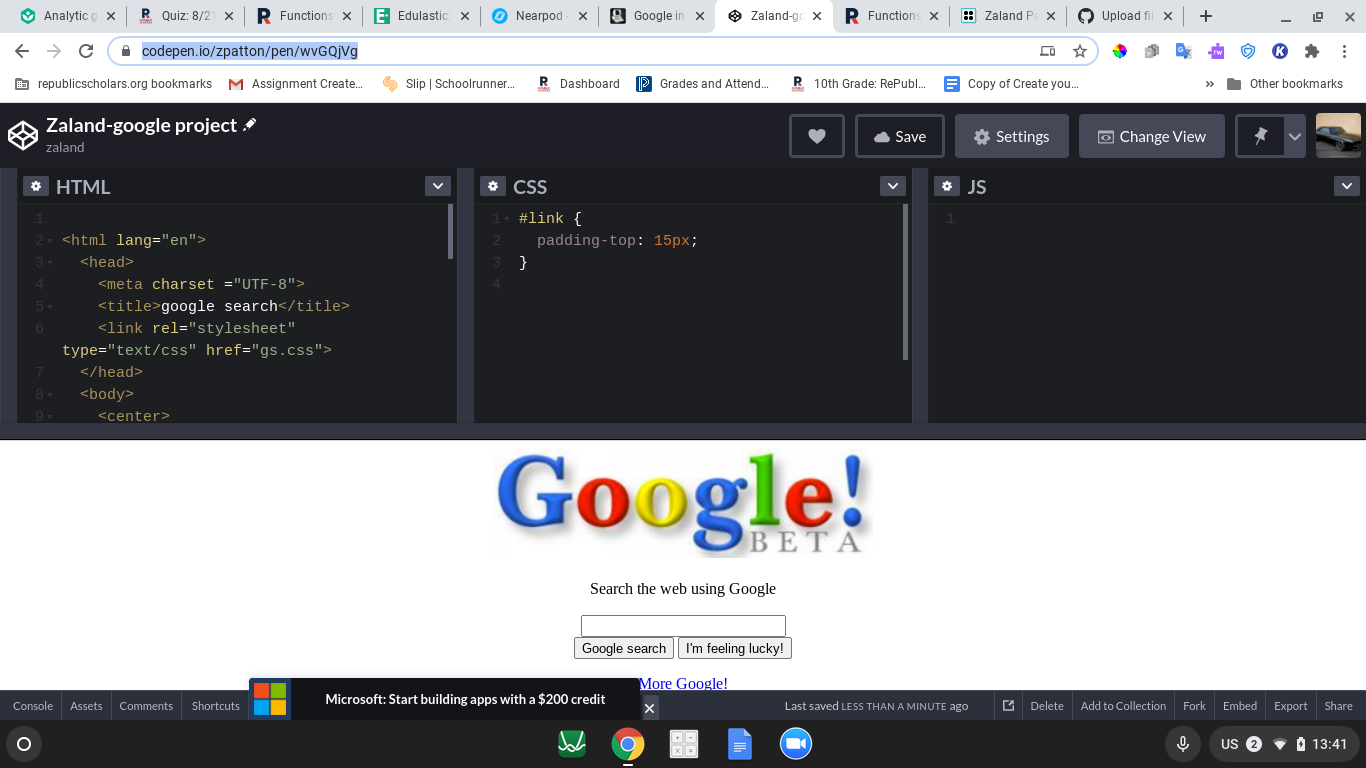 Analytic g
Quiz: 8/21
Functions
Edulastic:
Nearpod -
Google in
Zaland-go
Functions
Zaland Pa
Upload fil
codepen.io/zpatton/pen/wvGQjVg
republicscholars.org bookmarks
Assignment Create...
Slip | Schoolrunner...
Dashboard
Grades and Attend...
10th Grade: RePubl...
Copy of Create you...
»
Other bookmarks
Zaland-google project
zaland
Save
Settings
Change View
HTML
1
2 <html lang="en">
3 <head>
4 <meta charset ="UTF-8">
5 <title>google search</title>
6 <link rel="stylesheet"
type="text/css" href="gs.css">
7 </head>
8 <body>
9 <center>
CSS
1 #link {
2 padding-top: 15px;
3 }
4
JS
1
Google!
BETA
Search the web using Google
Google search
I'm feeling lucky!
More Google!
Console
Assets
Comments
Shortcuts
Microsoft: Start building apps with a $200 credit
Last saved LESS THAN A MINUTE ago
Delete
Add to Collection
Fork
Embed
Export
Share
US
2
13:41